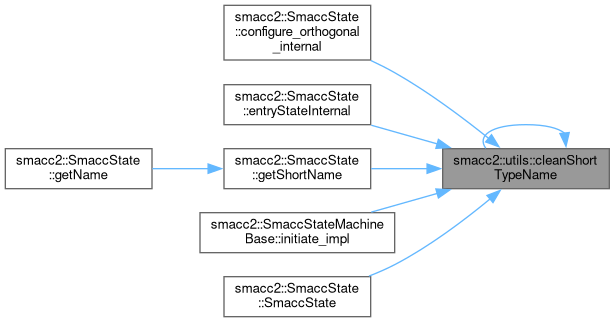 smacc2::SmaccState
::configure_orthogonal
_internal
smacc2::SmaccState
::entryStateInternal
smacc2::SmaccState
::getName
smacc2::SmaccState
::getShortName
smacc2::utils::cleanShort
TypeName
smacc2::SmaccStateMachine
Base::initiate_impl
smacc2::SmaccState
::SmaccState